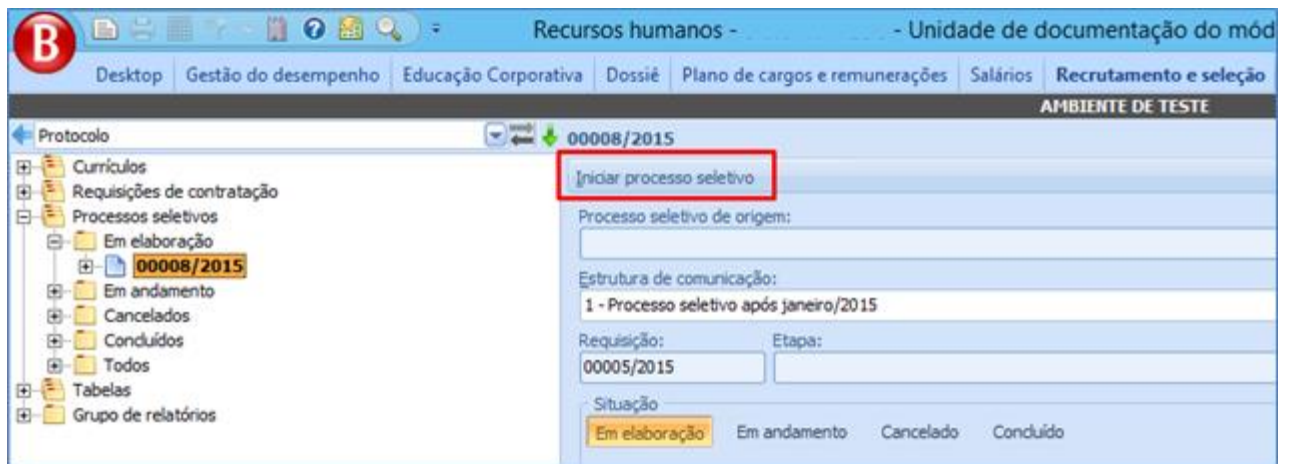 B
Recursos humanos - - Unidade de documentação do mód
Desktop Gestão do desempenho Educação Corporativa Dossiê Plano de cargos e remunerações Salários Recrutamento e seleção
AMBIENTE DE TESTE
Protocolo
Currículos
Requisições de contratação
Processos seletivos
Em elaboração
00008/2015
Em andamento
Cancelados
Concluídos
Todos
Tabelas
Grupo de relatórios
00008/2015
Iniciar processo seletivo
Processo seletivo de origem:
Estrutura de comunicação:
1 - Processo seletivo após janeiro/2015
Requisição: Etapa:
00005/2015
Situação
Em elaboração Em andamento Cancelado Concluído